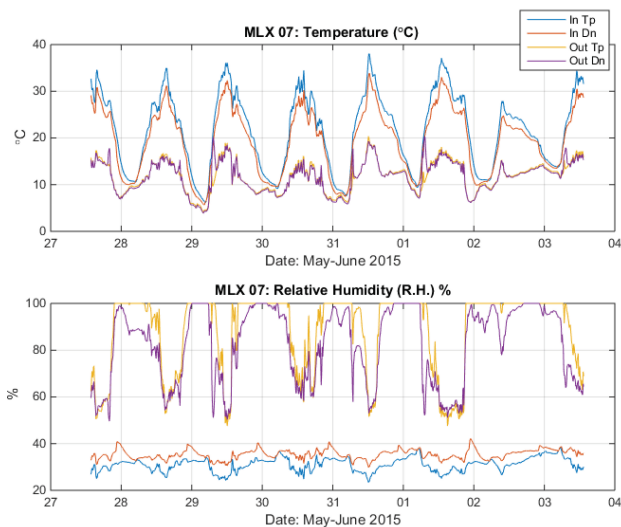 MLX 07: Temperature (°C)
In Tp
In Dn
Out Tp
Out Dn
40
30
20
10
0
°C
27 28 29 30 31 01 02 03 04
Date: May-June 2015
MLX 07: Relative Humidity (R.H.) %
100
80
60
40
20
%
27 28 29 30 31 01 02 03 04
Date: May-June 2015